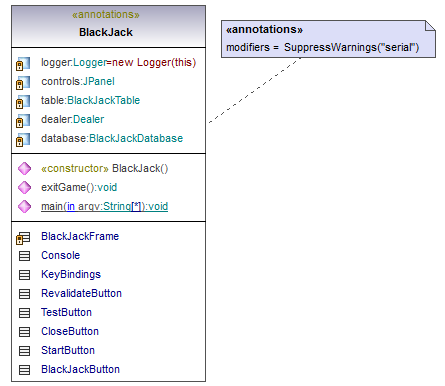 «annotations»
BlackJack
logger:Logger=new Logger(this)
controls:JPanel
table:BlackJackTable
dealer:Dealer
database:BlackJackDatabase
«constructor» BlackJack()
exitGame():void
main(in argv:String[*]):void
BlackJackFrame
Console
KeyBindings
RevalidateButton
TestButton
CloseButton
StartButton
BlackJackButton
«annotations»
modifiers = SuppressWarnings("serial")